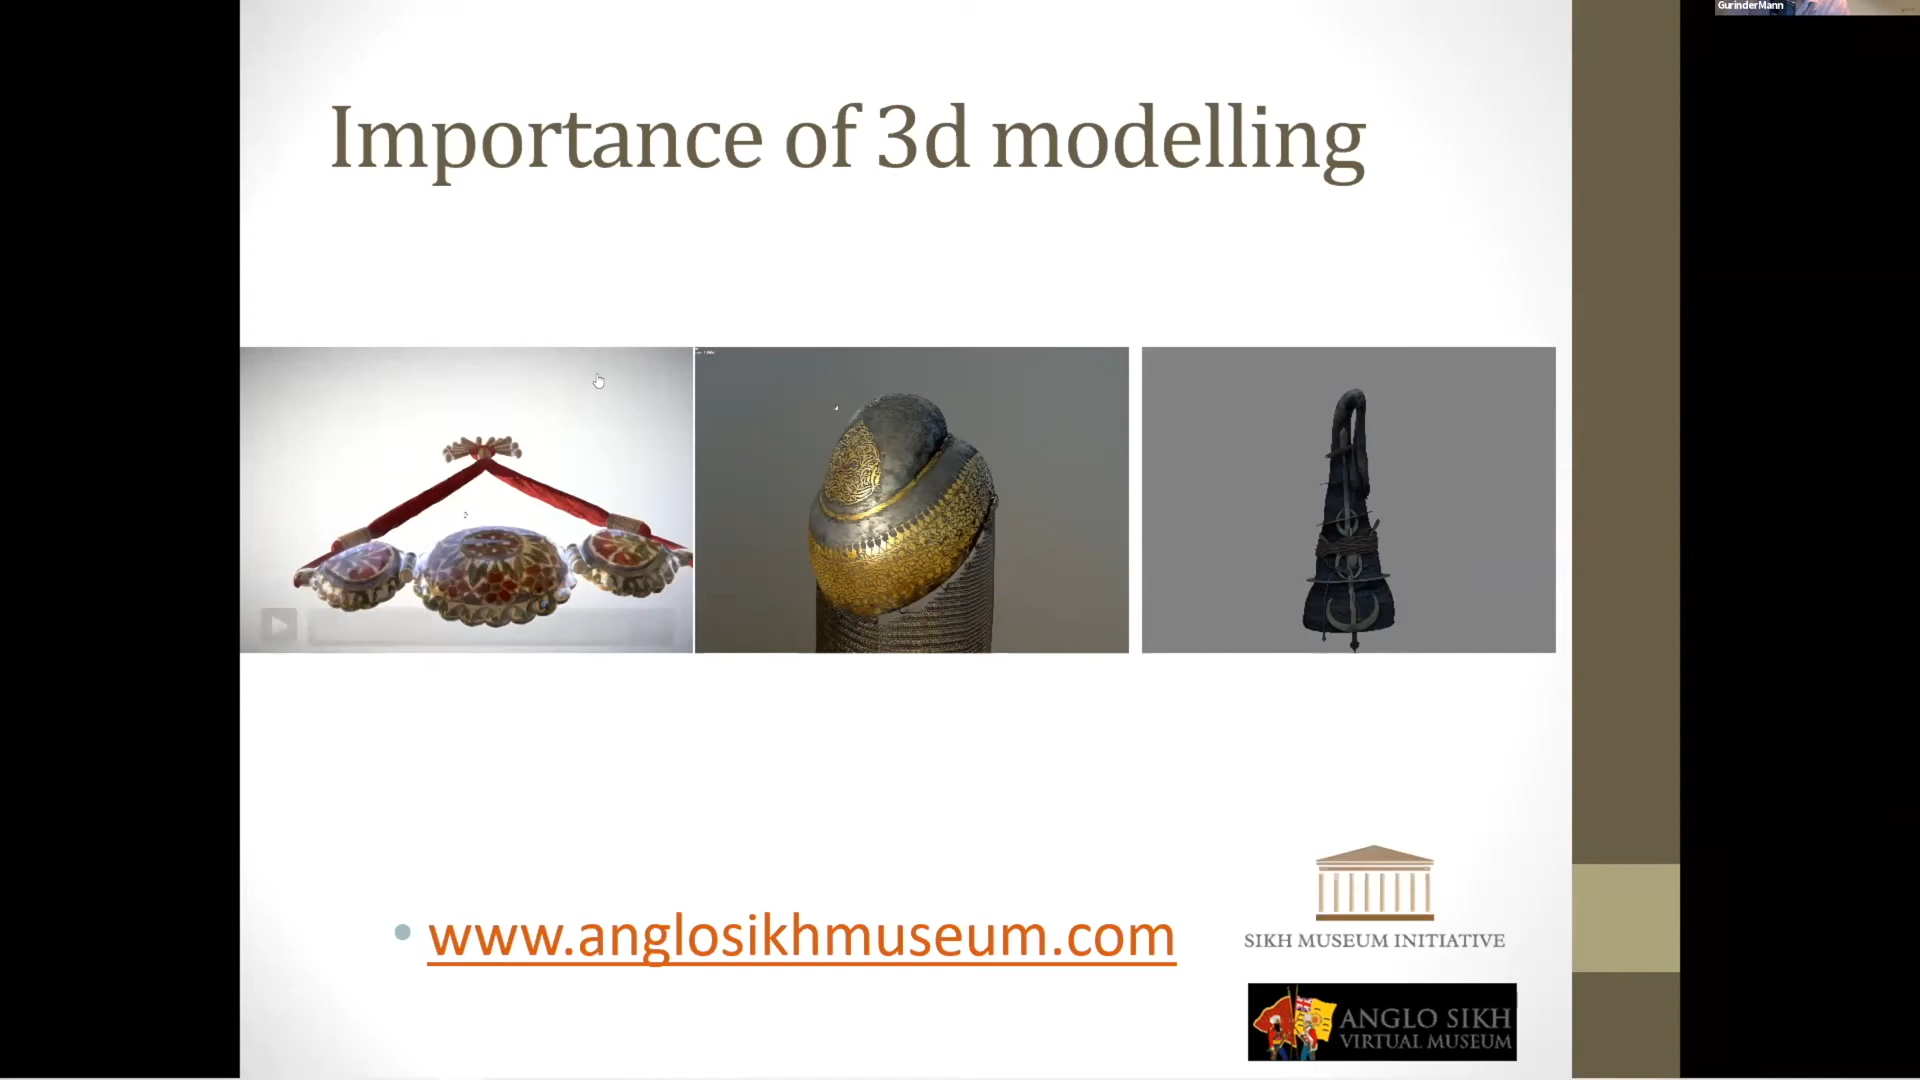 GurinderMann
Importance of 3d modelling
• www.anglosikhmuseum.com
SIKH MUSEUM INITIATIVE
ANGLO SIKH
VIRTUAL MUSEUM